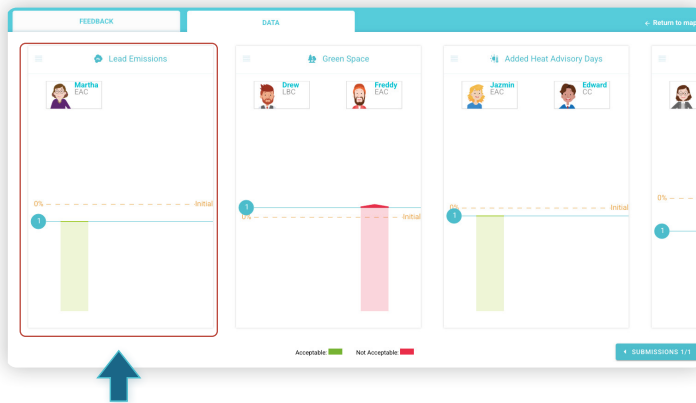 FEEDBACK
DATA
← Return to map
Lead Emissions
Martha
EAC
0%
Initial
1
Green Space
Drew
LBC
Freddy
EAC
1
0%
Initial
Added Heat Advisory Days
Jazmin
EAC
Edward
CC
0%
Initial
1
0%
1
Acceptable:
Not Acceptable:
SUBMISSIONS 1/1